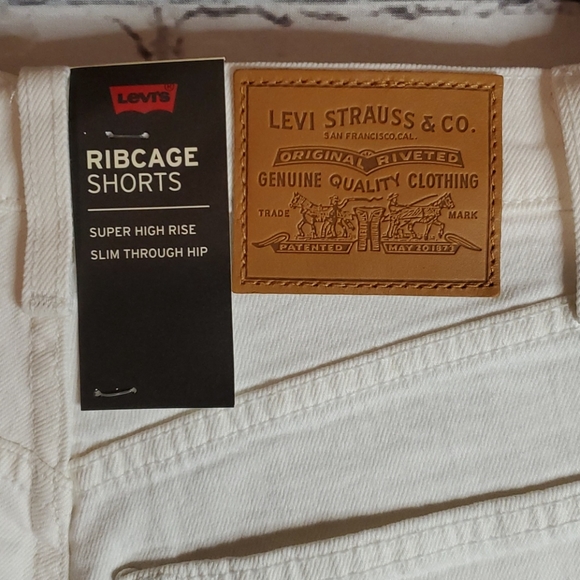 Levi's
RIBCAGE
SHORTS
SUPER HIGH RISE
SLIM THROUGH HIP
LEVI STRAUSS & CO.
SAN FRANCISCO.CAL.
ORIGINAL RIVETED
GENUINE QUALITY CLOTHING
TRADE MARK
PATENTED MAY 20 1873